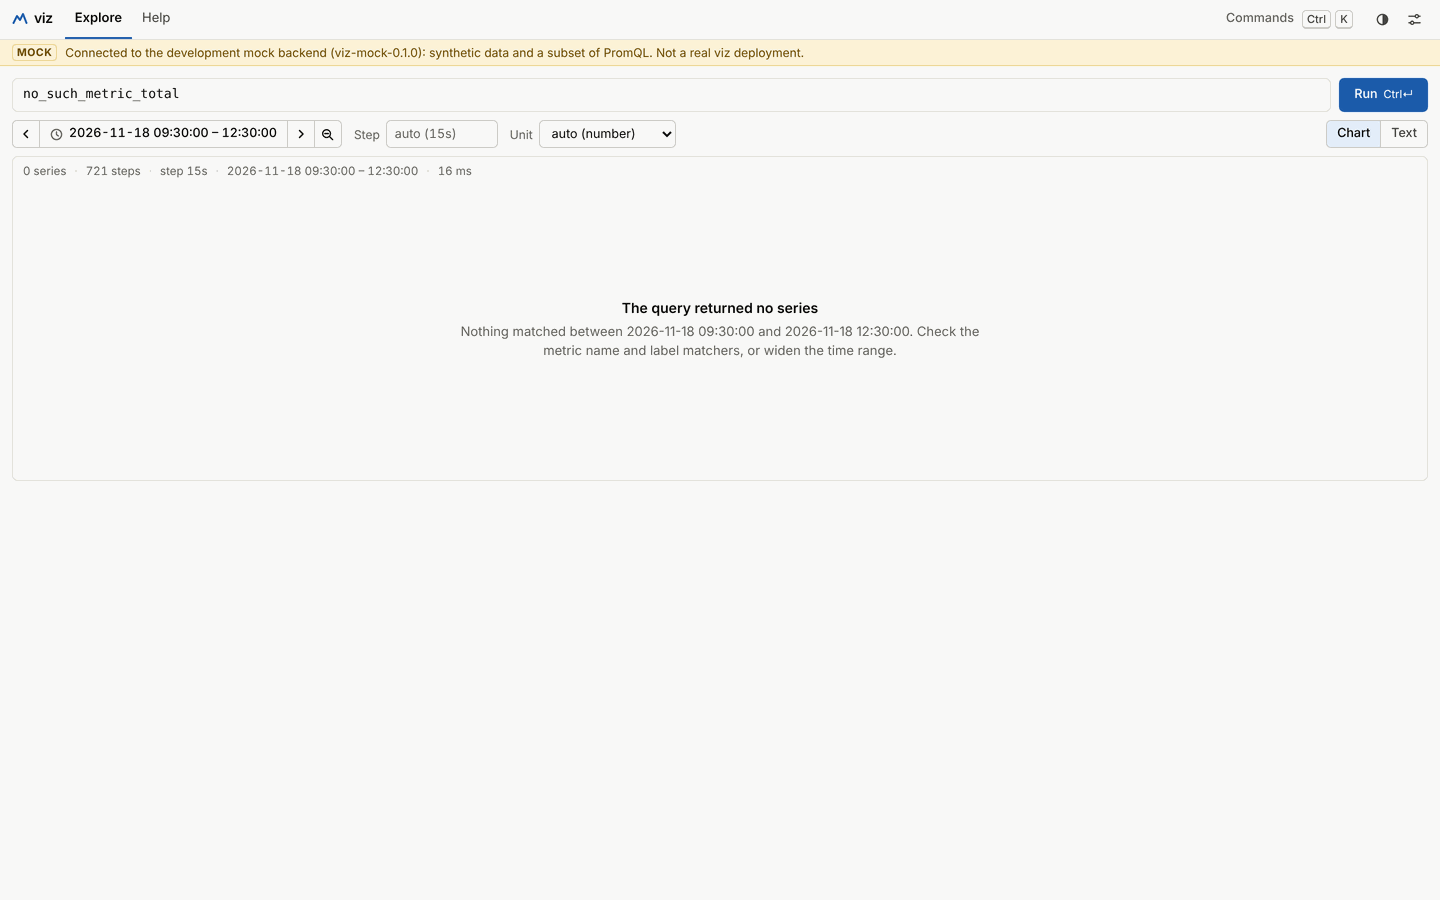 viz Explore Help Commands Ctrl K
MOCK Connected to the development mock backend (viz-mock-0.1.0): synthetic data and a subset of PromQL. Not a real viz deployment.
no_such_metric_total Run Ctrl↵
2026-11-18 09:30:00 – 12:30:00 Step auto (15s) Unit auto (number) Chart Text
0 series · 721 steps · step 15s · 2026-11-18 09:30:00 – 12:30:00 · 16 ms
The query returned no series
Nothing matched between 2026-11-18 09:30:00 and 2026-11-18 12:30:00. Check the
metric name and label matchers, or widen the time range.